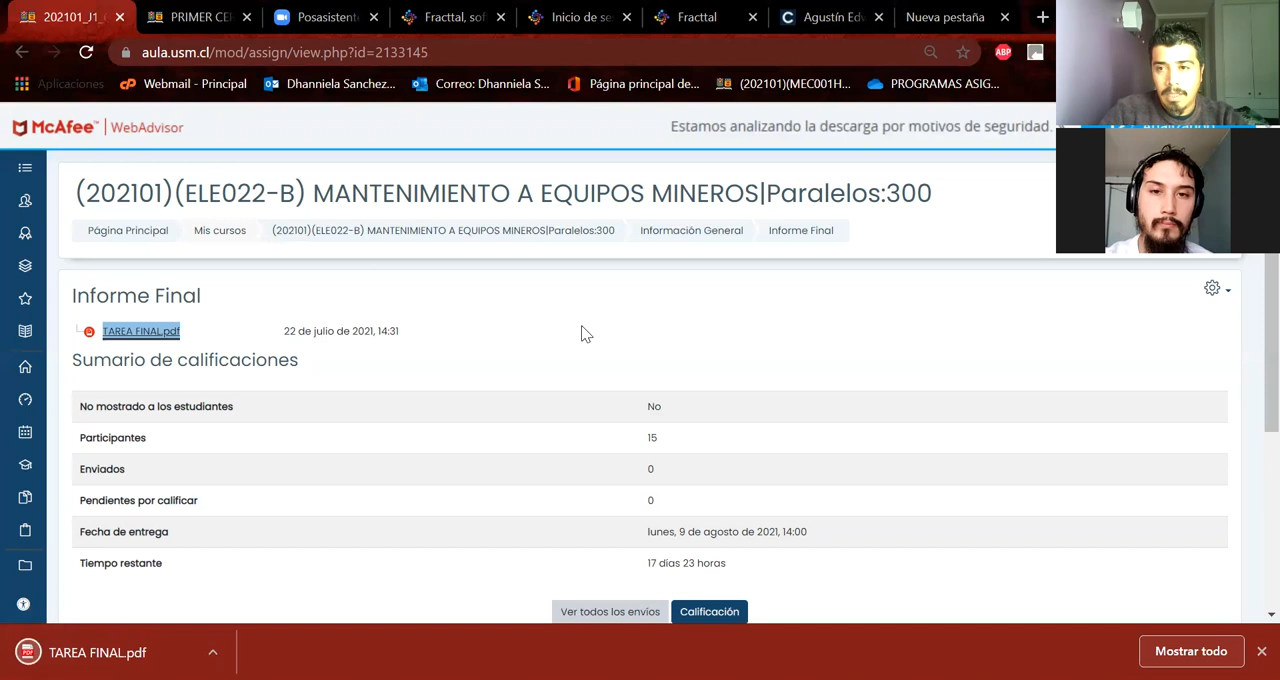 202101_J1_
PRIMER CER
Posasistent
Fracttal, sof
Inicio de se
Fracttal
Agustín Edv
Nueva pestaña
aula.usm.cl/mod/assign/view.php?id=2133145
ABP
Aplicaciones
Webmail - Principal
Dhanniela Sanchez...
Correo: Dhanniela S...
Página principal de...
(202101)(MEC001H...
PROGRAMAS ASIG...
McAfee™ | WebAdvisor
Estamos analizando la descarga por motivos de seguridad.
(202101)(ELE022-B) MANTENIMIENTO A EQUIPOS MINEROS|Paralelos:300
Página Principal
Mis cursos
(202101)(ELE022-B) MANTENIMIENTO A EQUIPOS MINEROS|Paralelos:300
Información General
Informe Final
Informe Final
TAREA FINAL.pdf 22 de julio de 2021, 14:31
Sumario de calificaciones
No mostrado a los estudiantes No
Participantes 15
Enviados 0
Pendientes por calificar 0
Fecha de entrega lunes, 9 de agosto de 2021, 14:00
Tiempo restante 17 días 23 horas
Ver todos los envíos
Calificación
TAREA FINAL.pdf
Mostrar todo